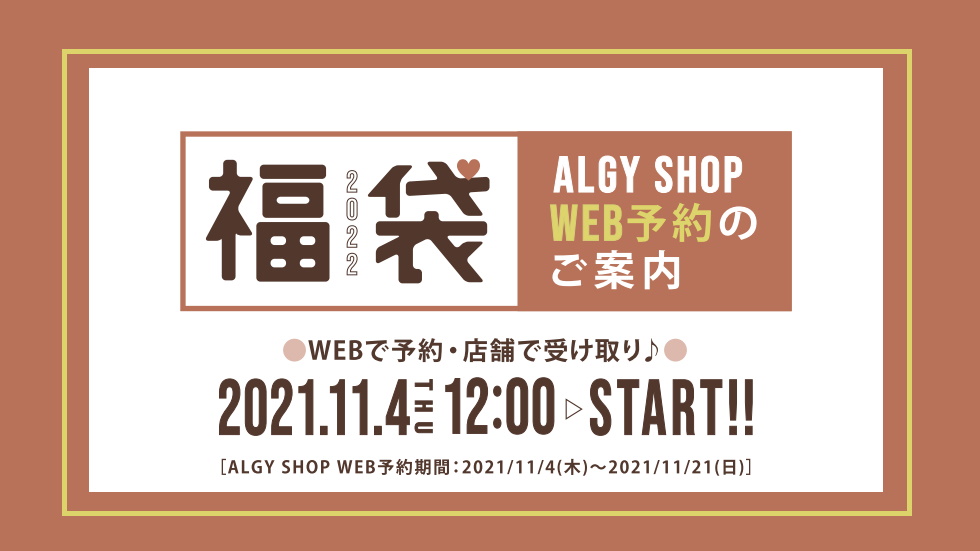 福袋
2022
ALGY SHOP
WEB予約の
ご案内
●WEBで予約・店舗で受け取り♪●
2021.11.4 THU 12:00▷START!!
[ALGY SHOP WEB予約期間:2021/11/4(木)～2021/11/21(日)]